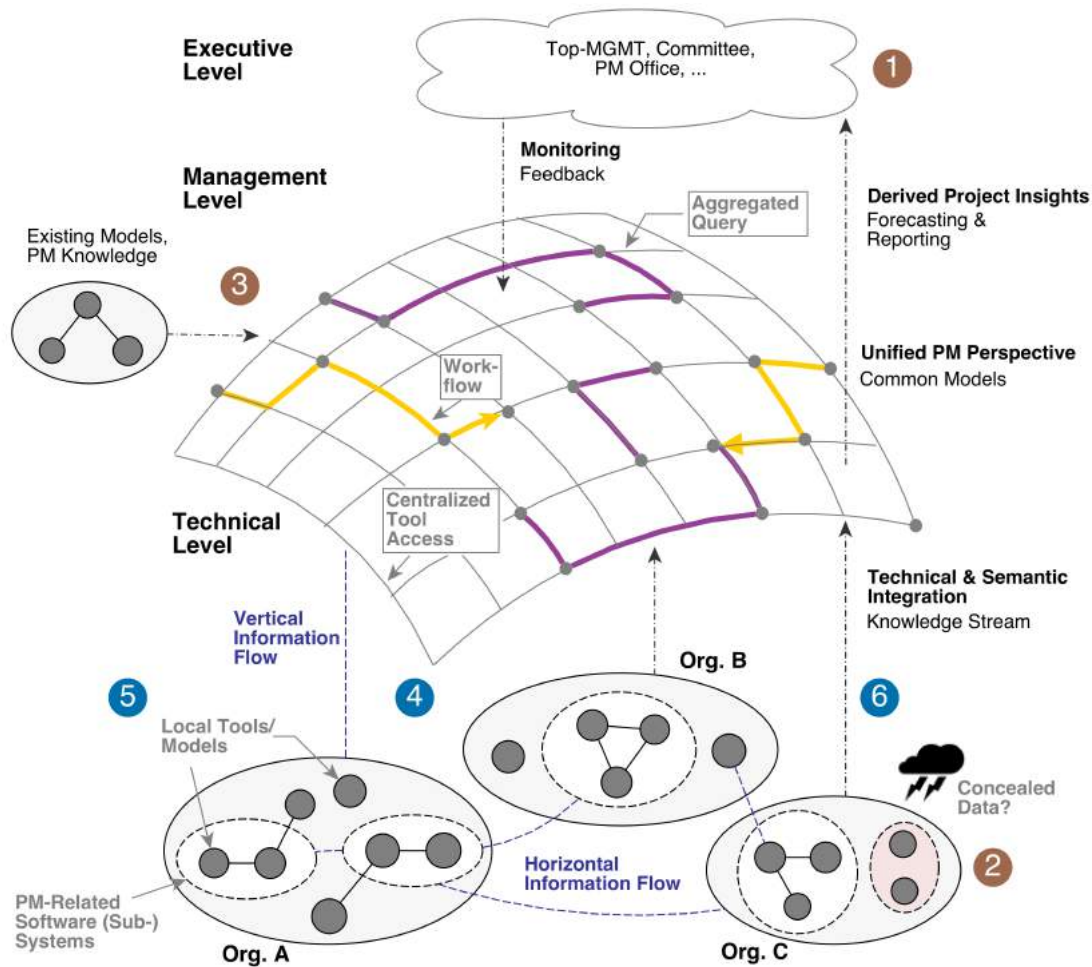 Executive
Level
Top-MGMT, Committee,
PM Office, ...
1
Monitoring
Feedback
Management
Level
Aggregated
Query
Derived Project Insights
Forecasting &
Reporting
Existing Models,
PM Knowledge
3
Work-
flow
Unified PM Perspective
Common Models
Centralized
Tool
Access
Technical
Level
Technical & Semantic
Integration
Knowledge Stream
Vertical
Information
Flow
Org. B
5
4
6
Local Tools/
Models
Concealed
Data?
Horizontal
Information Flow
2
PM-Related
Software (Sub-)
Systems
Org. A
Org. C